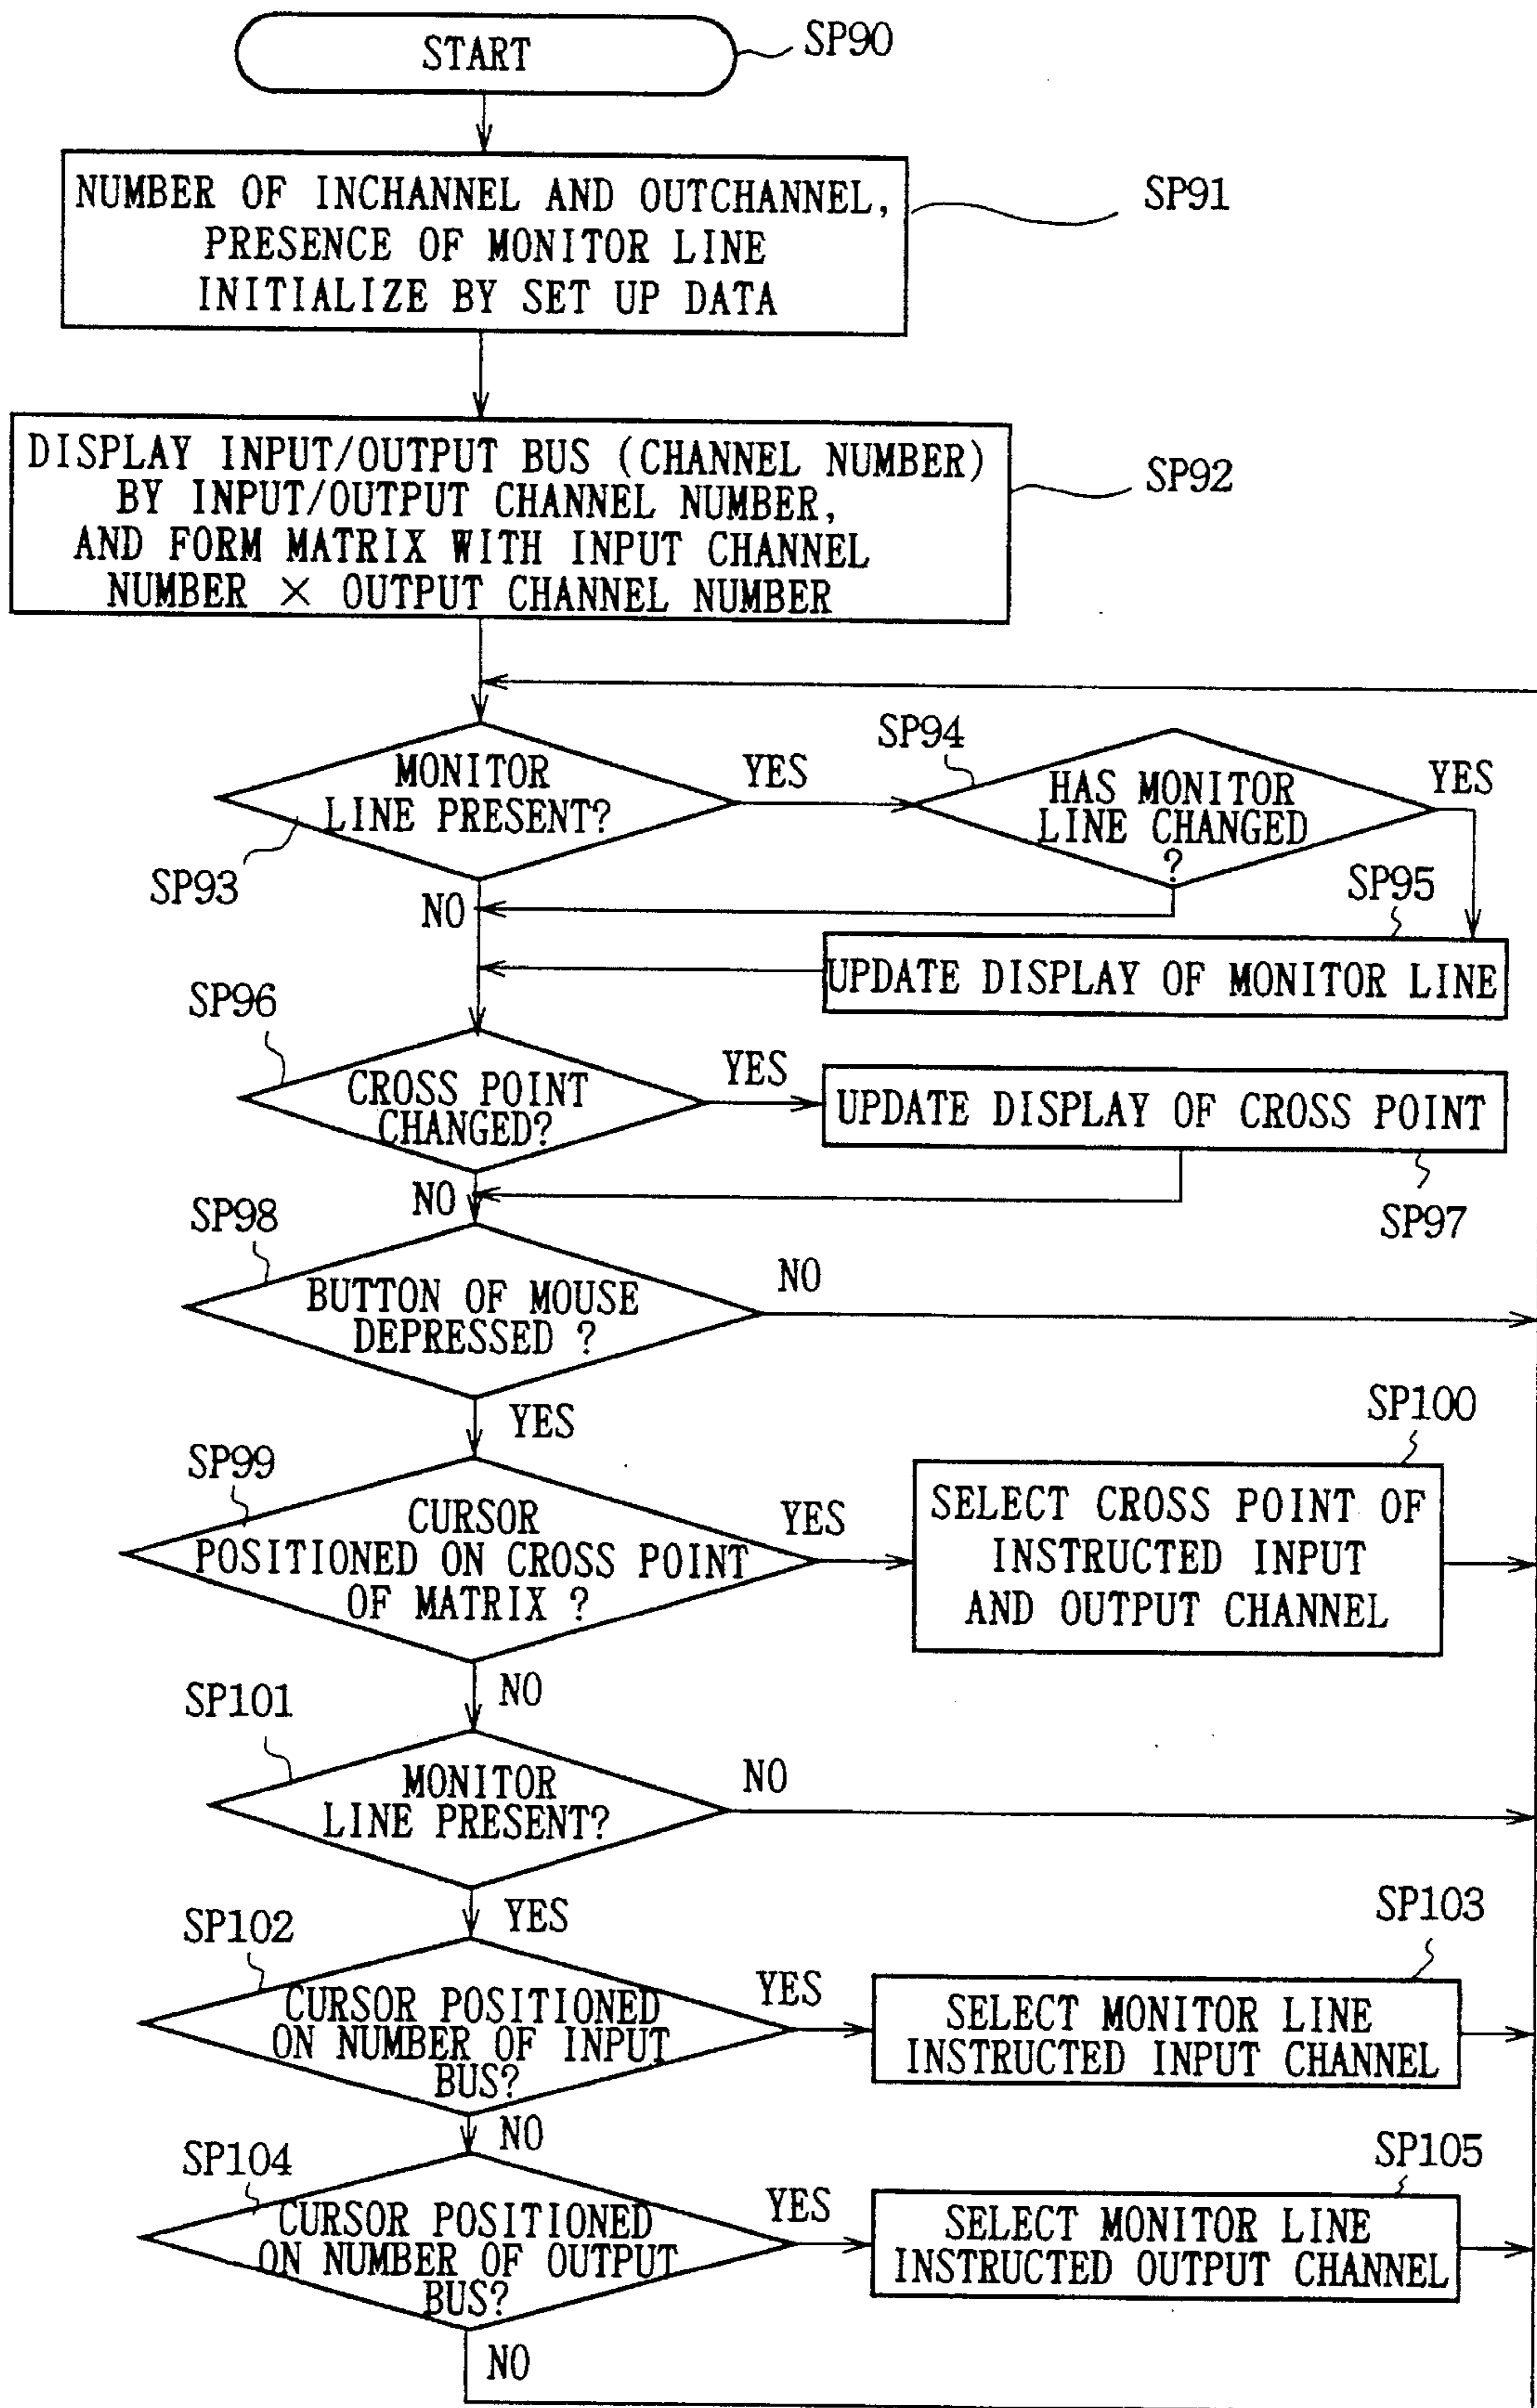 START
SP90
NUMBER OF INCHANNEL AND OUTCHANNEL,
PRESENCE OF MONITOR LINE
INITIALIZE BY SET UP DATA
SP91
DISPLAY INPUT/OUTPUT BUS (CHANNEL NUMBER)
BY INPUT/OUTPUT CHANNEL NUMBER,
AND FORM MATRIX WITH INPUT CHANNEL
NUMBER × OUTPUT CHANNEL NUMBER
SP92
MONITOR
LINE PRESENT?
SP93
YES
NO
SP94
HAS MONITOR
LINE CHANGED
?
YES
SP95
UPDATE DISPLAY OF MONITOR LINE
SP96
CROSS POINT
CHANGED?
YES
UPDATE DISPLAY OF CROSS POINT
SP97
NO
SP98
BUTTON OF MOUSE
DEPRESSED ?
NO
YES
SP99
CURSOR
POSITIONED ON CROSS POINT
OF MATRIX ?
YES
SP100
SELECT CROSS POINT OF
INSTRUCTED INPUT
AND OUTPUT CHANNEL
NO
SP101
MONITOR
LINE PRESENT?
NO
YES
SP102
CURSOR POSITIONED
ON NUMBER OF INPUT
BUS?
YES
SP103
SELECT MONITOR LINE
INSTRUCTED INPUT CHANNEL
NO
SP104
CURSOR POSITIONED
ON NUMBER OF OUTPUT
BUS?
YES
SP105
SELECT MONITOR LINE
INSTRUCTED OUTPUT CHANNEL
NO